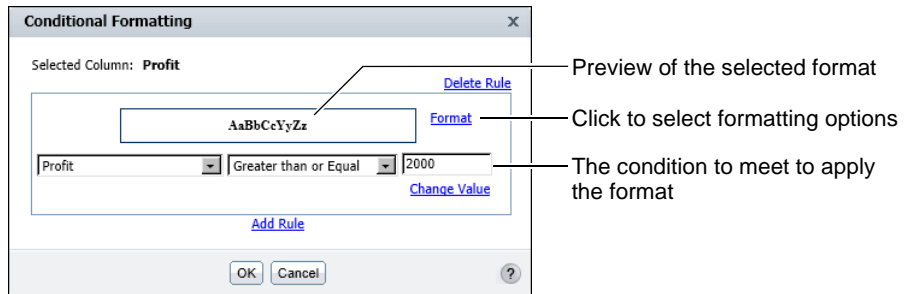 Conditional Formatting x
Selected Column: Profit
Delete Rule
Preview of the selected format
AaBbCcYyZz
Format
Click to select formatting options
Profit
Greater than or Equal
2000
The condition to meet to apply
the format
Change Value
Add Rule
OK
Cancel
?